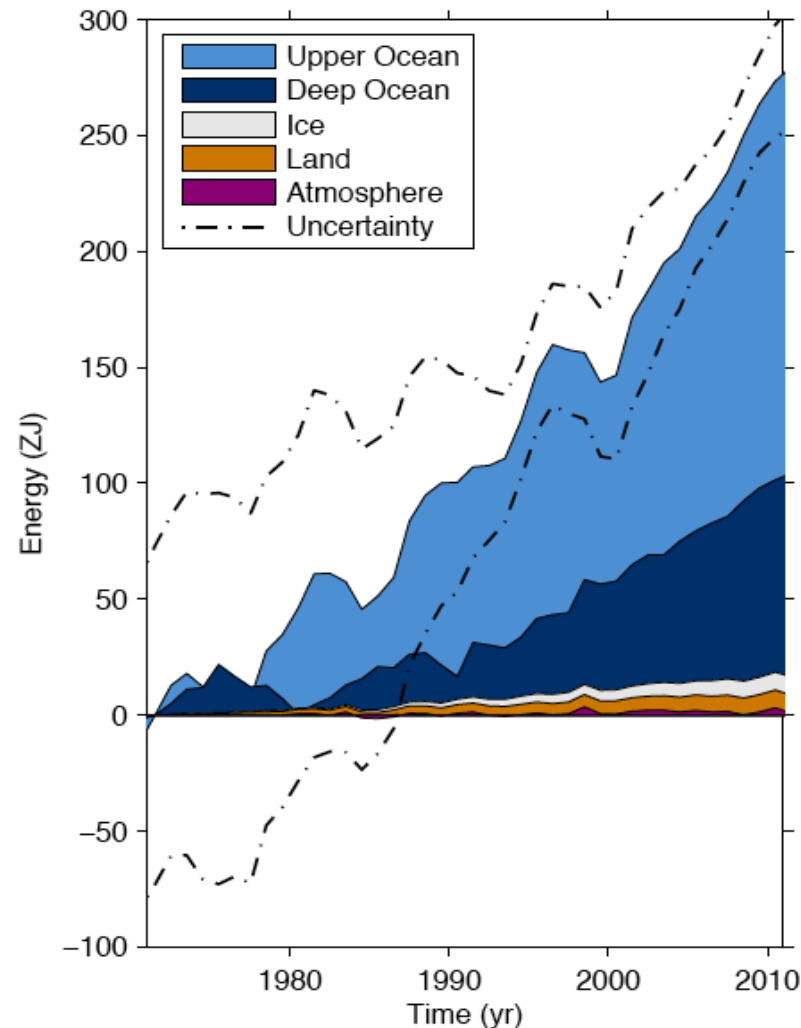 300
250
200
150
100
50
0
−50
−100
Energy (ZJ)
Upper Ocean
Deep Ocean
Ice
Land
Atmosphere
Uncertainty
1980
1990
2000
2010
Time (yr)